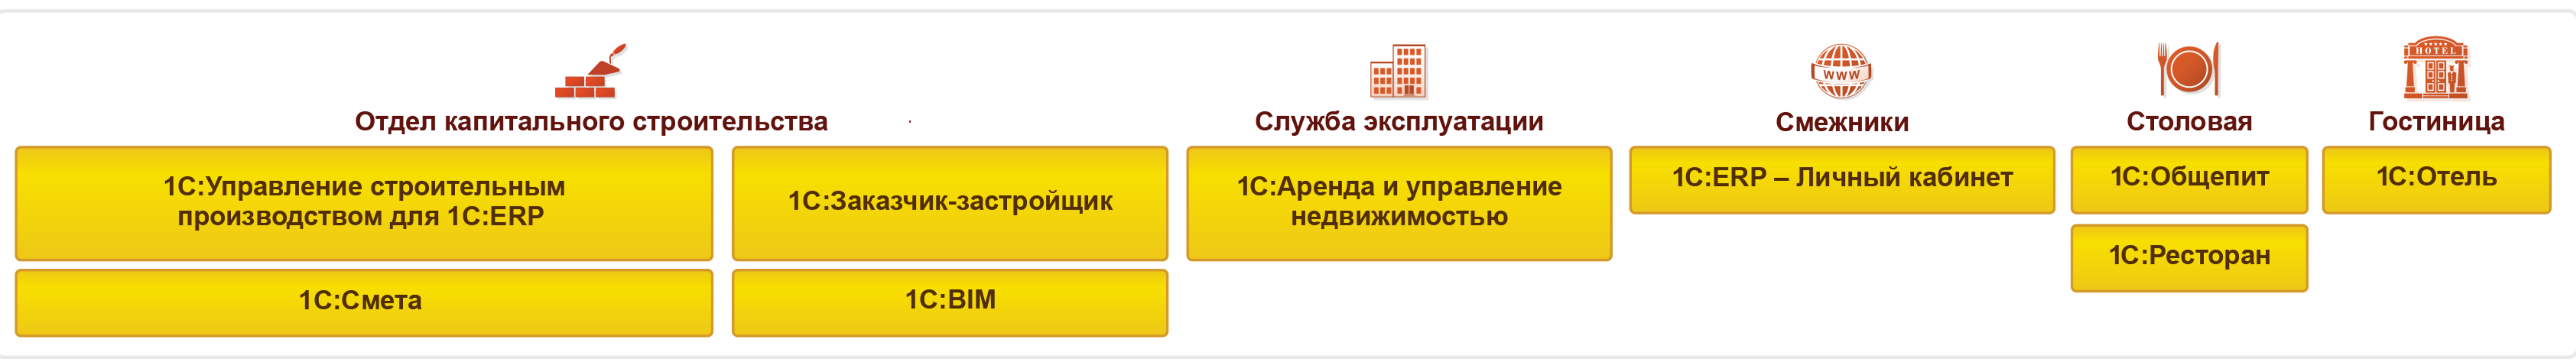 WWW
HOTEL
Отдел капитального строительства
Служба эксплуатации
Смежники
Столовая
Гостиница
1С:Управление строительным
производством для 1С:ERP
1С:Заказчик-застройщик
1С:Аренда и управление
недвижимостью
1С:ERP – Личный кабинет
1С:Общепит
1С:Отель
1С:Ресторан
1С:Смета
1С:BIM